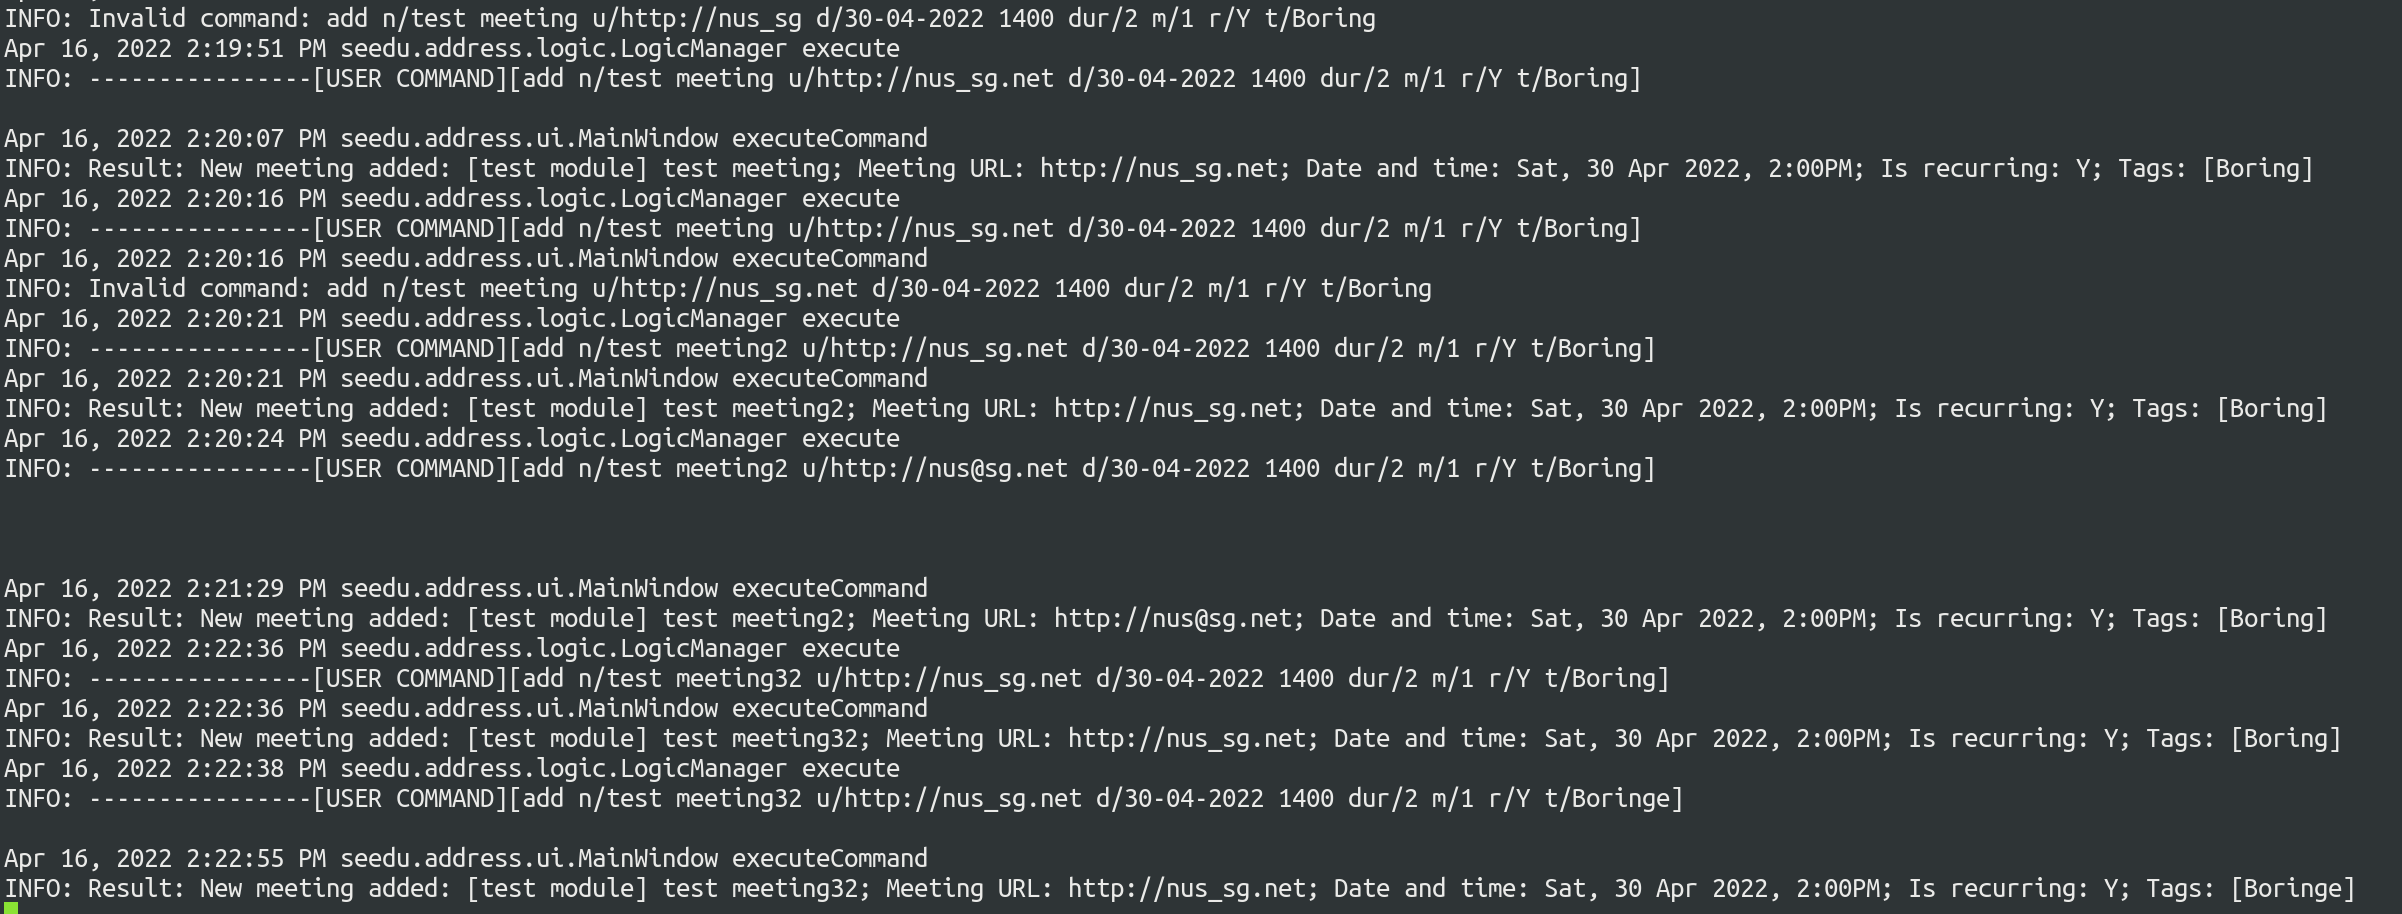 INFO: Invalid command: add n/test meeting u/http://nus_sg d/30-04-2022 1400 dur/2 m/1 r/Y t/Boring
Apr 16, 2022 2:19:51 PM seedu.address.logic.LogicManager execute
INFO: ----------------[USER COMMAND][add n/test meeting u/http://nus_sg.net d/30-04-2022 1400 dur/2 m/1 r/Y t/Boring]
Apr 16, 2022 2:20:07 PM seedu.address.ui.MainWindow executeCommand
INFO: Result: New meeting added: [test module] test meeting; Meeting URL: http://nus_sg.net; Date and time: Sat, 30 Apr 2022, 2:00PM; Is recurring: Y; Tags: [Boring]
Apr 16, 2022 2:20:16 PM seedu.address.logic.LogicManager execute
INFO: ----------------[USER COMMAND][add n/test meeting u/http://nus_sg.net d/30-04-2022 1400 dur/2 m/1 r/Y t/Boring]
Apr 16, 2022 2:20:16 PM seedu.address.ui.MainWindow executeCommand
INFO: Invalid command: add n/test meeting u/http://nus_sg.net d/30-04-2022 1400 dur/2 m/1 r/Y t/Boring
Apr 16, 2022 2:20:21 PM seedu.address.logic.LogicManager execute
INFO: ----------------[USER COMMAND][add n/test meeting2 u/http://nus_sg.net d/30-04-2022 1400 dur/2 m/1 r/Y t/Boring]
Apr 16, 2022 2:20:21 PM seedu.address.ui.MainWindow executeCommand
INFO: Result: New meeting added: [test module] test meeting2; Meeting URL: http://nus_sg.net; Date and time: Sat, 30 Apr 2022, 2:00PM; Is recurring: Y; Tags: [Boring]
Apr 16, 2022 2:20:24 PM seedu.address.logic.LogicManager execute
INFO: ----------------[USER COMMAND][add n/test meeting2 u/http://nus@sg.net d/30-04-2022 1400 dur/2 m/1 r/Y t/Boring]
Apr 16, 2022 2:21:29 PM seedu.address.ui.MainWindow executeCommand
INFO: Result: New meeting added: [test module] test meeting2; Meeting URL: http://nus@sg.net; Date and time: Sat, 30 Apr 2022, 2:00PM; Is recurring: Y; Tags: [Boring]
Apr 16, 2022 2:22:36 PM seedu.address.logic.LogicManager execute
INFO: ----------------[USER COMMAND][add n/test meeting32 u/http://nus_sg.net d/30-04-2022 1400 dur/2 m/1 r/Y t/Boring]
Apr 16, 2022 2:22:36 PM seedu.address.ui.MainWindow executeCommand
INFO: Result: New meeting added: [test module] test meeting32; Meeting URL: http://nus_sg.net; Date and time: Sat, 30 Apr 2022, 2:00PM; Is recurring: Y; Tags: [Boring]
Apr 16, 2022 2:22:38 PM seedu.address.logic.LogicManager execute
INFO: ----------------[USER COMMAND][add n/test meeting32 u/http://nus_sg.net d/30-04-2022 1400 dur/2 m/1 r/Y t/Boringe]
Apr 16, 2022 2:22:55 PM seedu.address.ui.MainWindow executeCommand
INFO: Result: New meeting added: [test module] test meeting32; Meeting URL: http://nus_sg.net; Date and time: Sat, 30 Apr 2022, 2:00PM; Is recurring: Y; Tags: [Boringe]